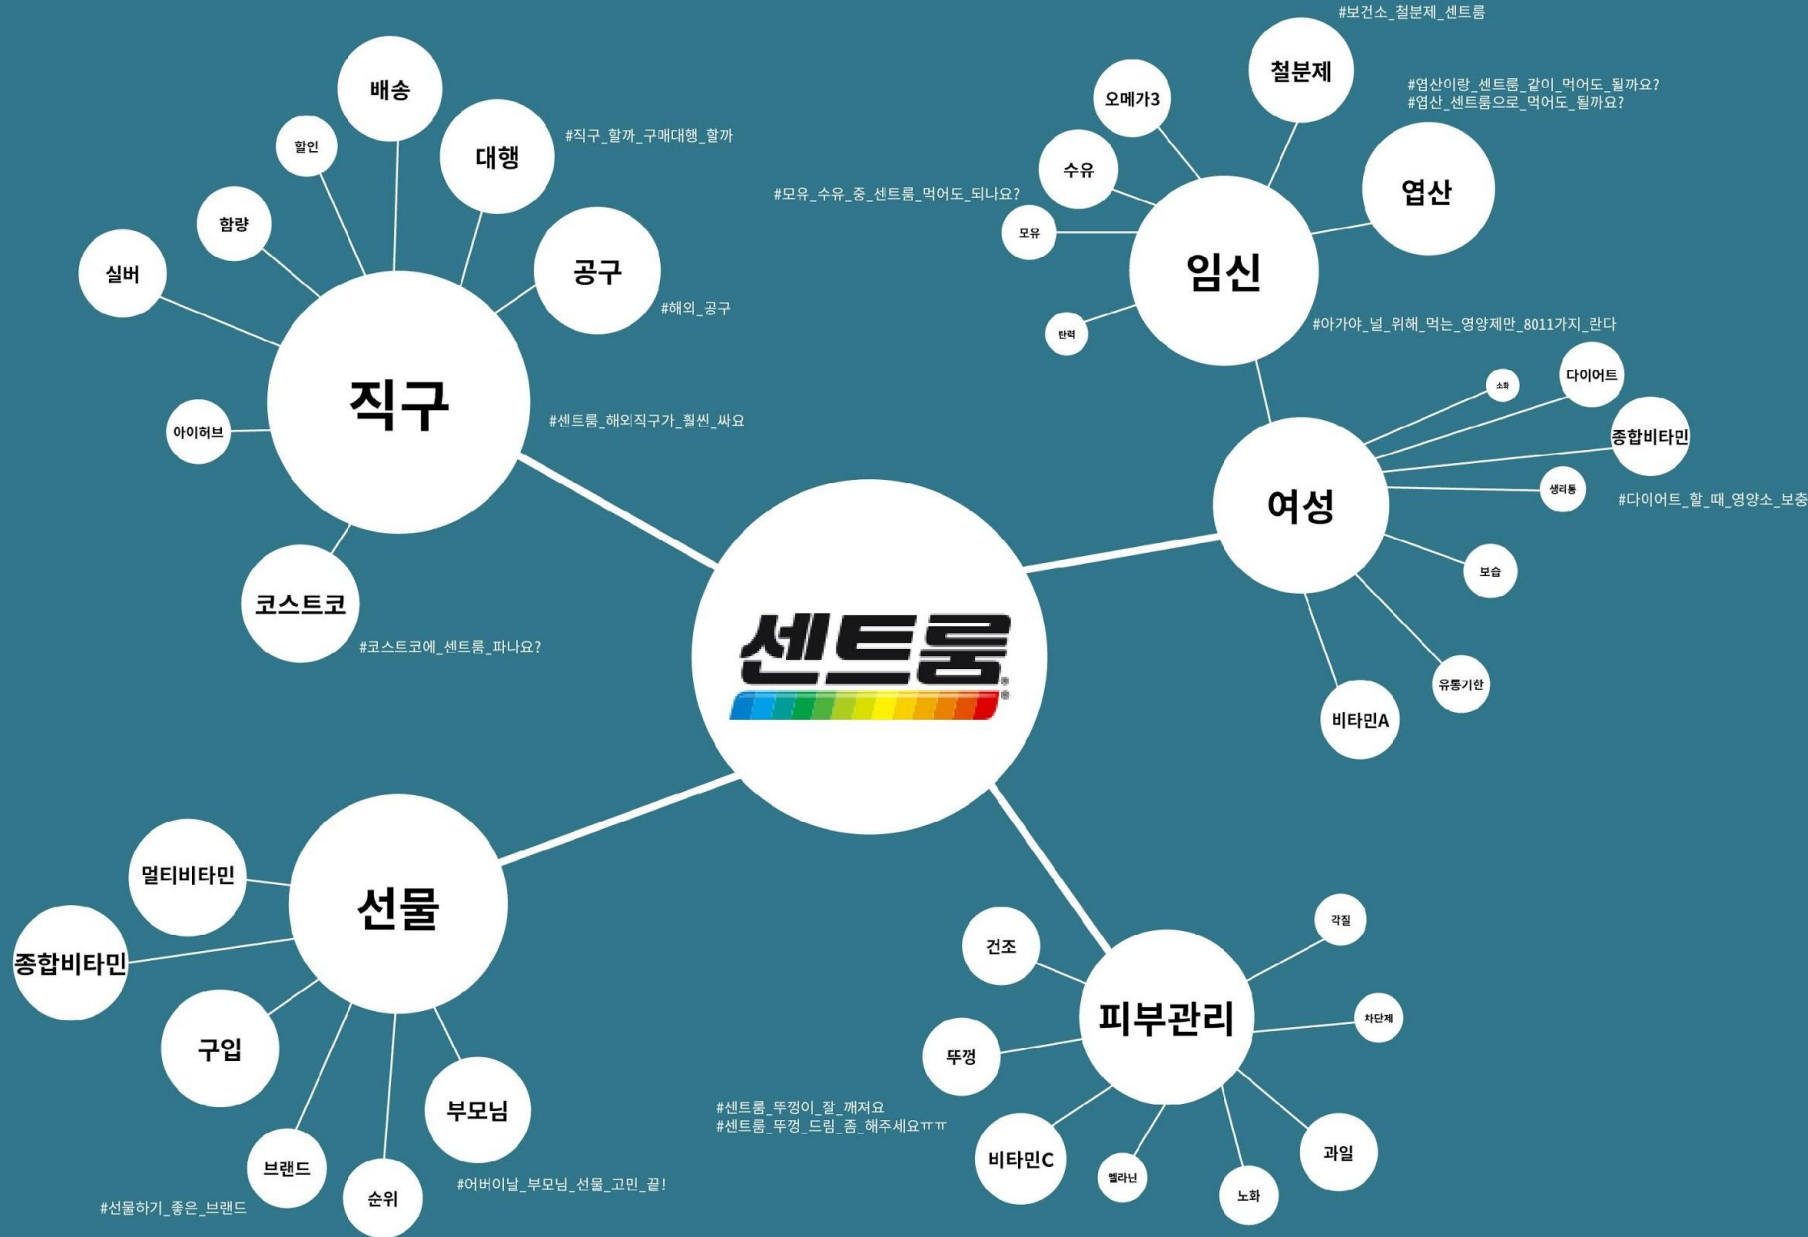 배송
할인
대행
#직구_할까_구매대행_할까
함량
실버
공구
#해외_공구
직구
아이허브
#센트룸_해외직구가_훨씬_싸요
코스트코
#코스트코에_센트룸_파나요?
#보건소_철분제_센트룸
철분제
오메가3
#엽산이랑_센트룸_같이_먹어도_될까요?
#엽산_센트룸으로_먹어도_될까요?
엽산
수유
#모유_수유_중_센트룸_먹어도_되나요?
모유
임신
탄력
#아가야_널_위해_먹는_영양제만_8011가지_란다
소화
다이어트
종합비타민
생리통
#다이어트_할_때_영양소_보충
여성
보습
유통기한
비타민A
센트룸
선물
멀티비타민
종합비타민
구입
브랜드
#선물하기_좋은_브랜드
순위
부모님
#어버이날_부모님_선물_고민_끝!
피부관리
건조
각질
차단제
뚜껑
#센트룸_뚜껑이_잘_깨져요
#센트룸_뚜껑_드림_좀_해주세요ㅠㅠ
비타민C
멜라닌
노화
과일